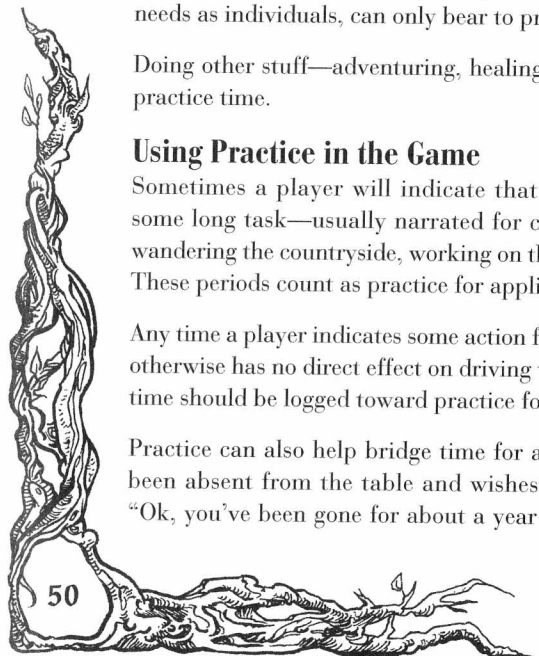 needs as individuals, can only bear to
Doing other stuff—adventuring, healing
practice time.
Using Practice in the Game
Sometimes a player will indicate that
some long task—usually narrated for
wandering the countryside, working on
These periods count as practice for
Any time a player indicates some action
otherwise has no direct effect on driving
time should be logged toward practice
Practice can also help bridge time for a
been absent from the table and wishes
“Ok, you’ve been gone for about a year
50